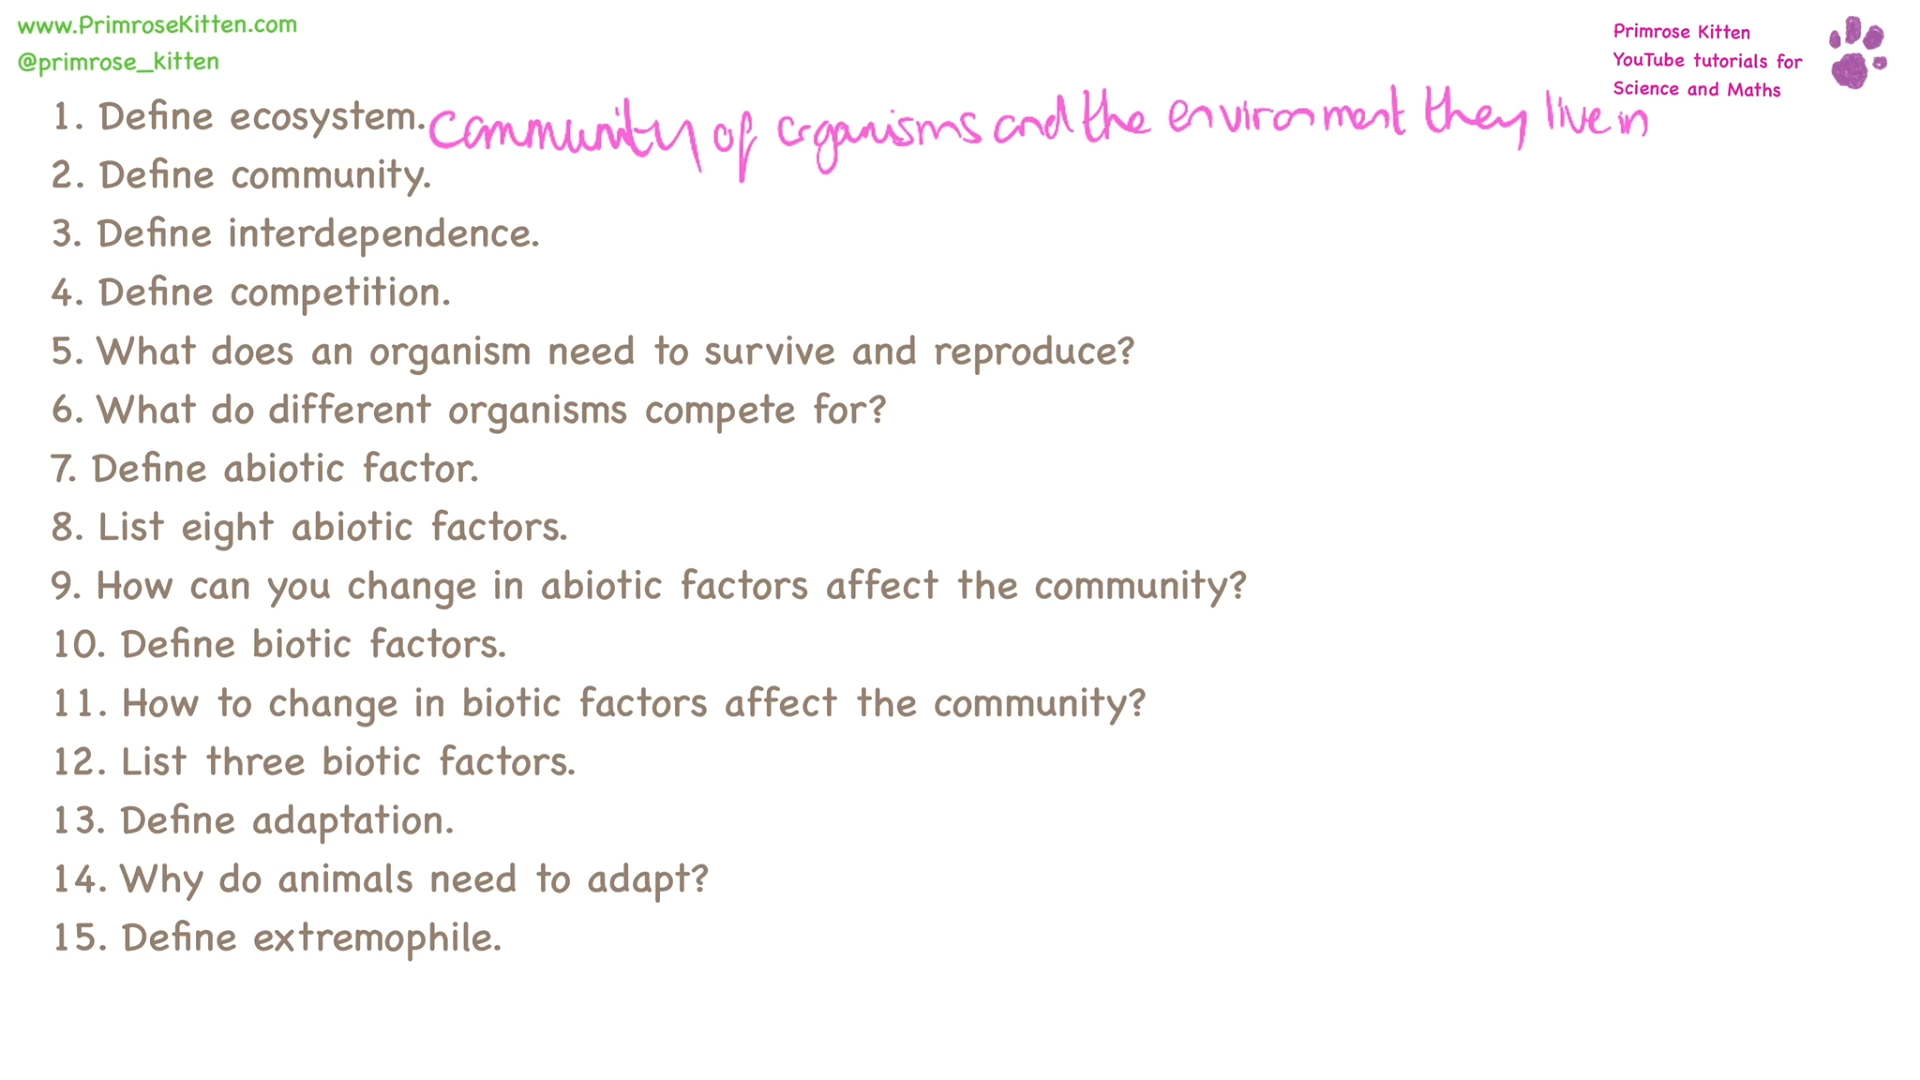 www.PrimroseKitten.com
@primrose_kitten
Primrose Kitten
YouTube tutorials for
Science and Maths
1. Define ecosystem. community of organisms and the environment they live in
2. Define community.
3. Define interdependence.
4. Define competition.
5. What does an organism need to survive and reproduce?
6. What do different organisms compete for?
7. Define abiotic factor.
8. List eight abiotic factors.
9. How can you change in abiotic factors affect the community?
10. Define biotic factors.
11. How to change in biotic factors affect the community?
12. List three biotic factors.
13. Define adaptation.
14. Why do animals need to adapt?
15. Define extremophile.